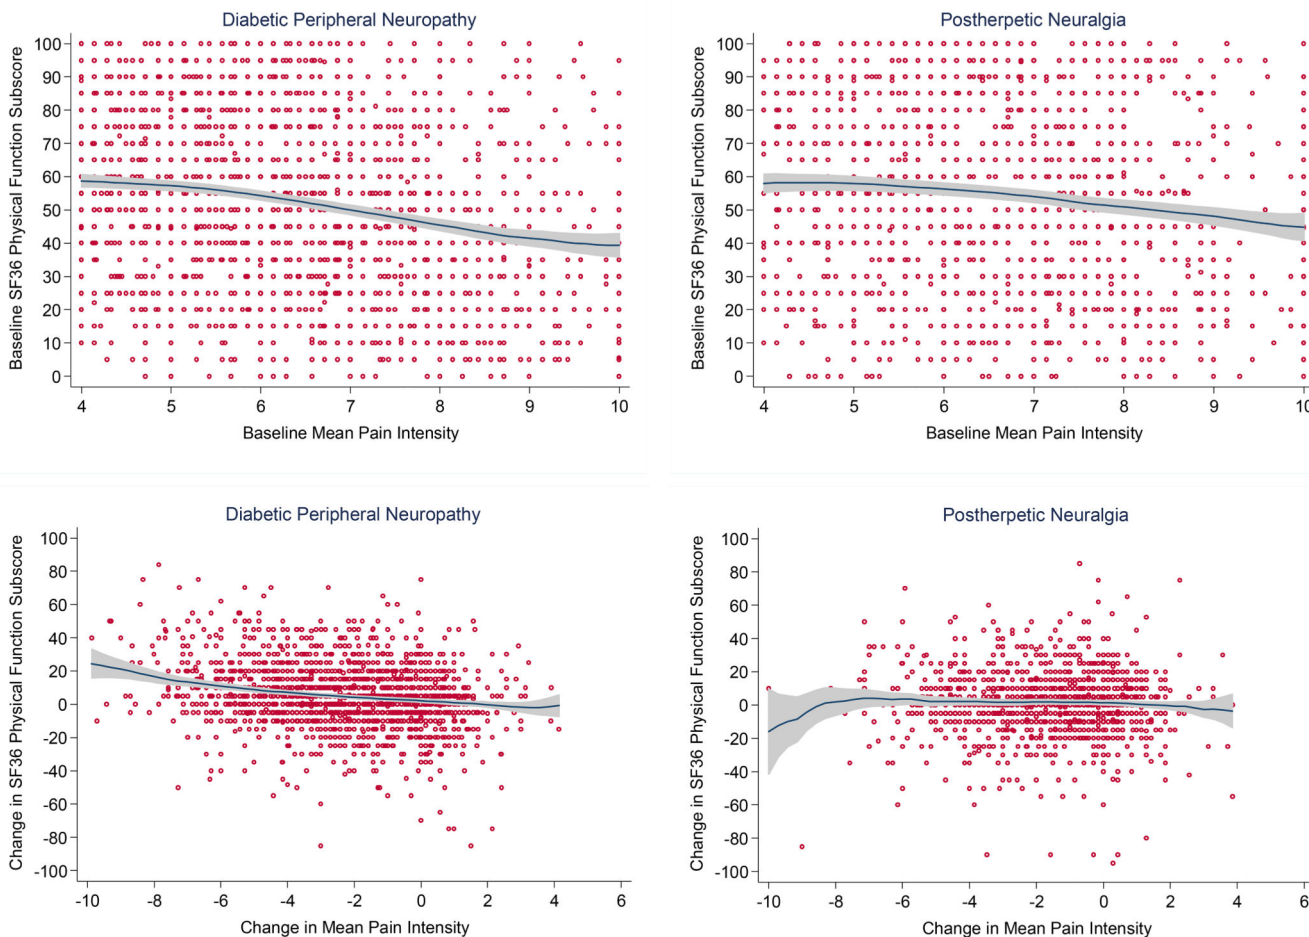 Diabetic Peripheral Neuropathy
Baseline SF36 Physical Function Subscore
100
90
80
70
60
50
40
30
20
10
0
4 5 6 7 8 9 10
Baseline Mean Pain Intensity
Postherpetic Neuralgia
Baseline SF36 Physical Function Subscore
100
90
80
70
60
50
40
30
20
10
0
4 5 6 7 8 9 10
Baseline Mean Pain Intensity
Diabetic Peripheral Neuropathy
Change in SF36 Physical Function Subscore
100
80
60
40
20
0
-20
-40
-60
-80
-100
-10 -8 -6 -4 -2 0 2 4 6
Change in Mean Pain Intensity
Postherpetic Neuralgia
Change in SF36 Physical Function Subscore
100
80
60
40
20
0
-20
-40
-60
-80
-100
-10 -8 -6 -4 -2 0 2 4 6
Change in Mean Pain Intensity